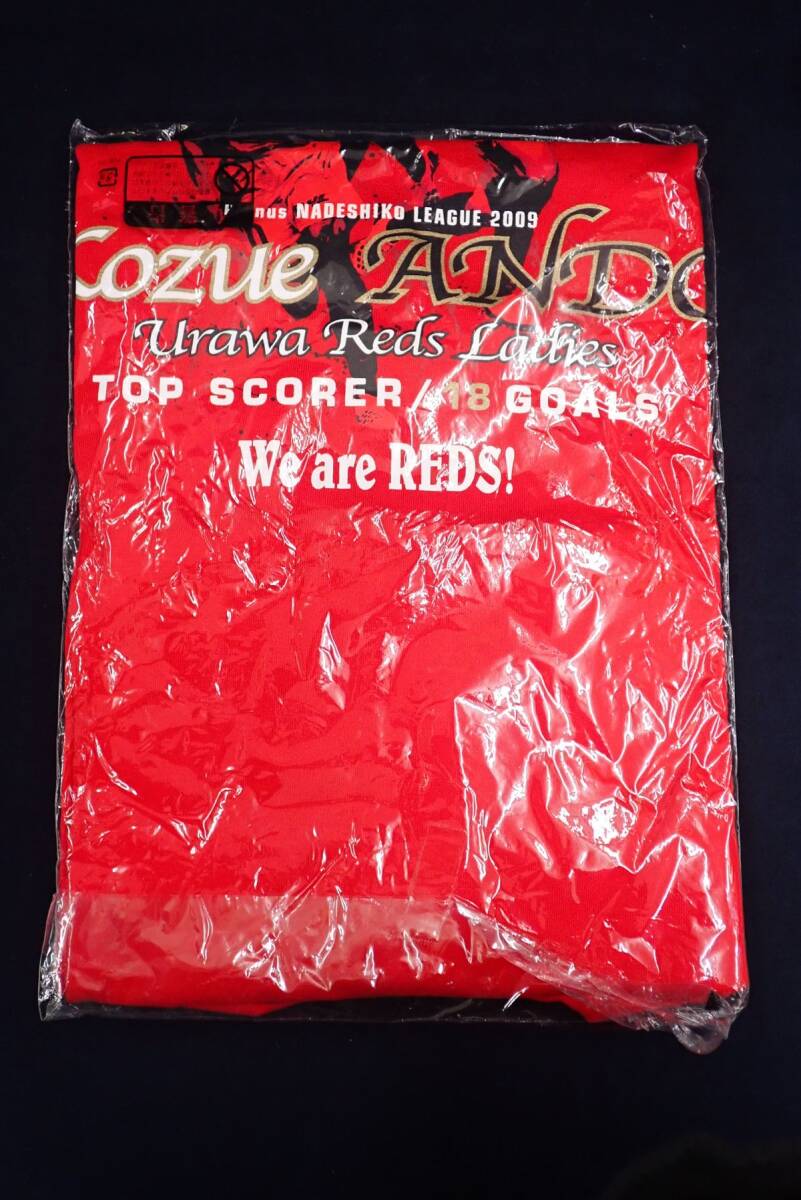 NADESHIKO LEAGUE 2009
Kozue ANDO
Urawa Reds Ladies
TOP SCORER/18 GOALS
We are REDS!